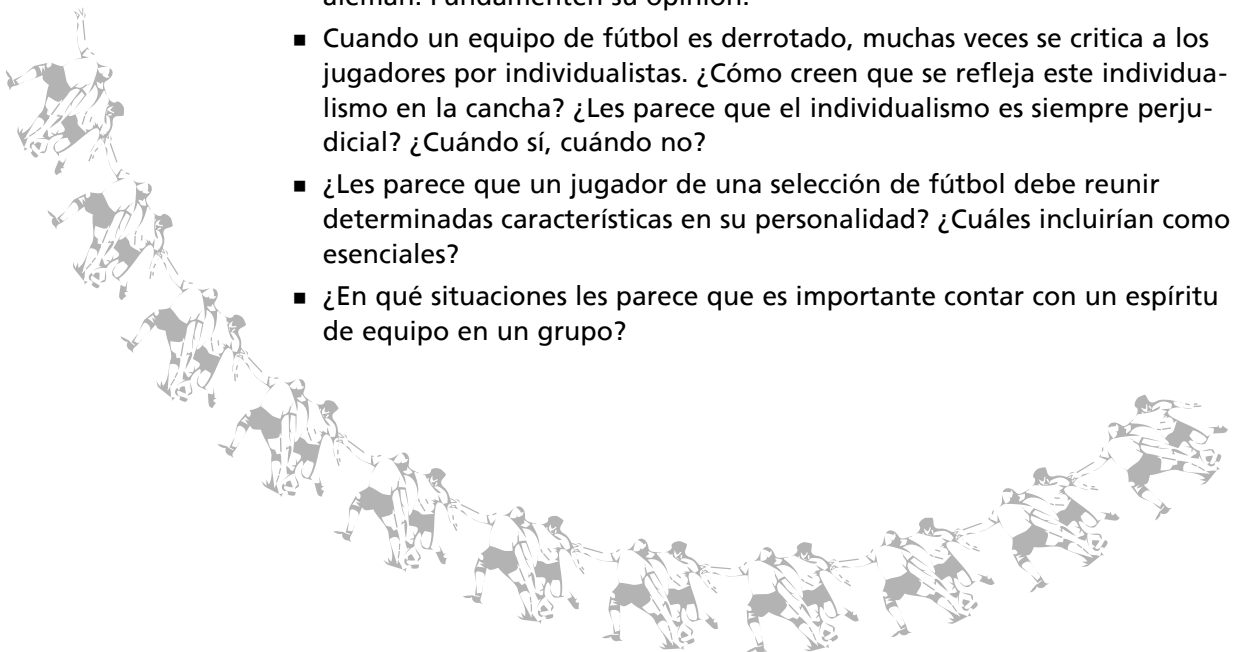 alemán. Fundamenten su opinión.
■ Cuando un equipo de fútbol es derrotado, muchas veces se critica a los
jugadores por individualistas. ¿Cómo creen que se refleja este individua-
lismo en la cancha? ¿Les parece que el individualismo es siempre perju-
dicial? ¿Cuándo sí, cuándo no?
■ ¿Les parece que un jugador de una selección de fútbol debe reunir
determinadas características en su personalidad? ¿Cuáles incluirían como
esenciales?
■ ¿En qué situaciones les parece que es importante contar con un espíritu
de equipo en un grupo?